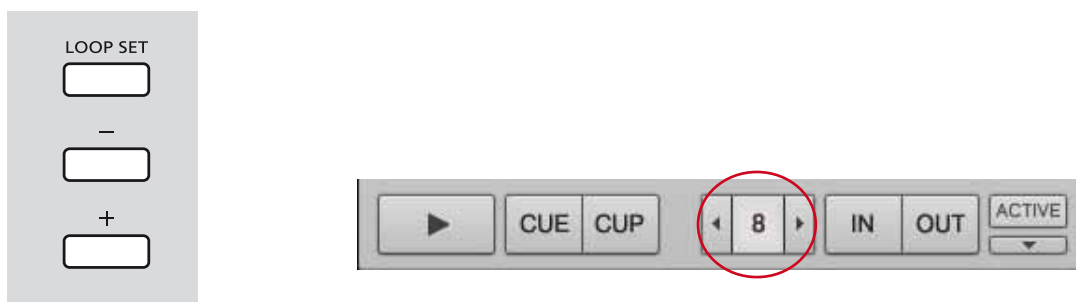 LOOP SET
−
+
CUE CUP 8 IN OUT ACTIVE